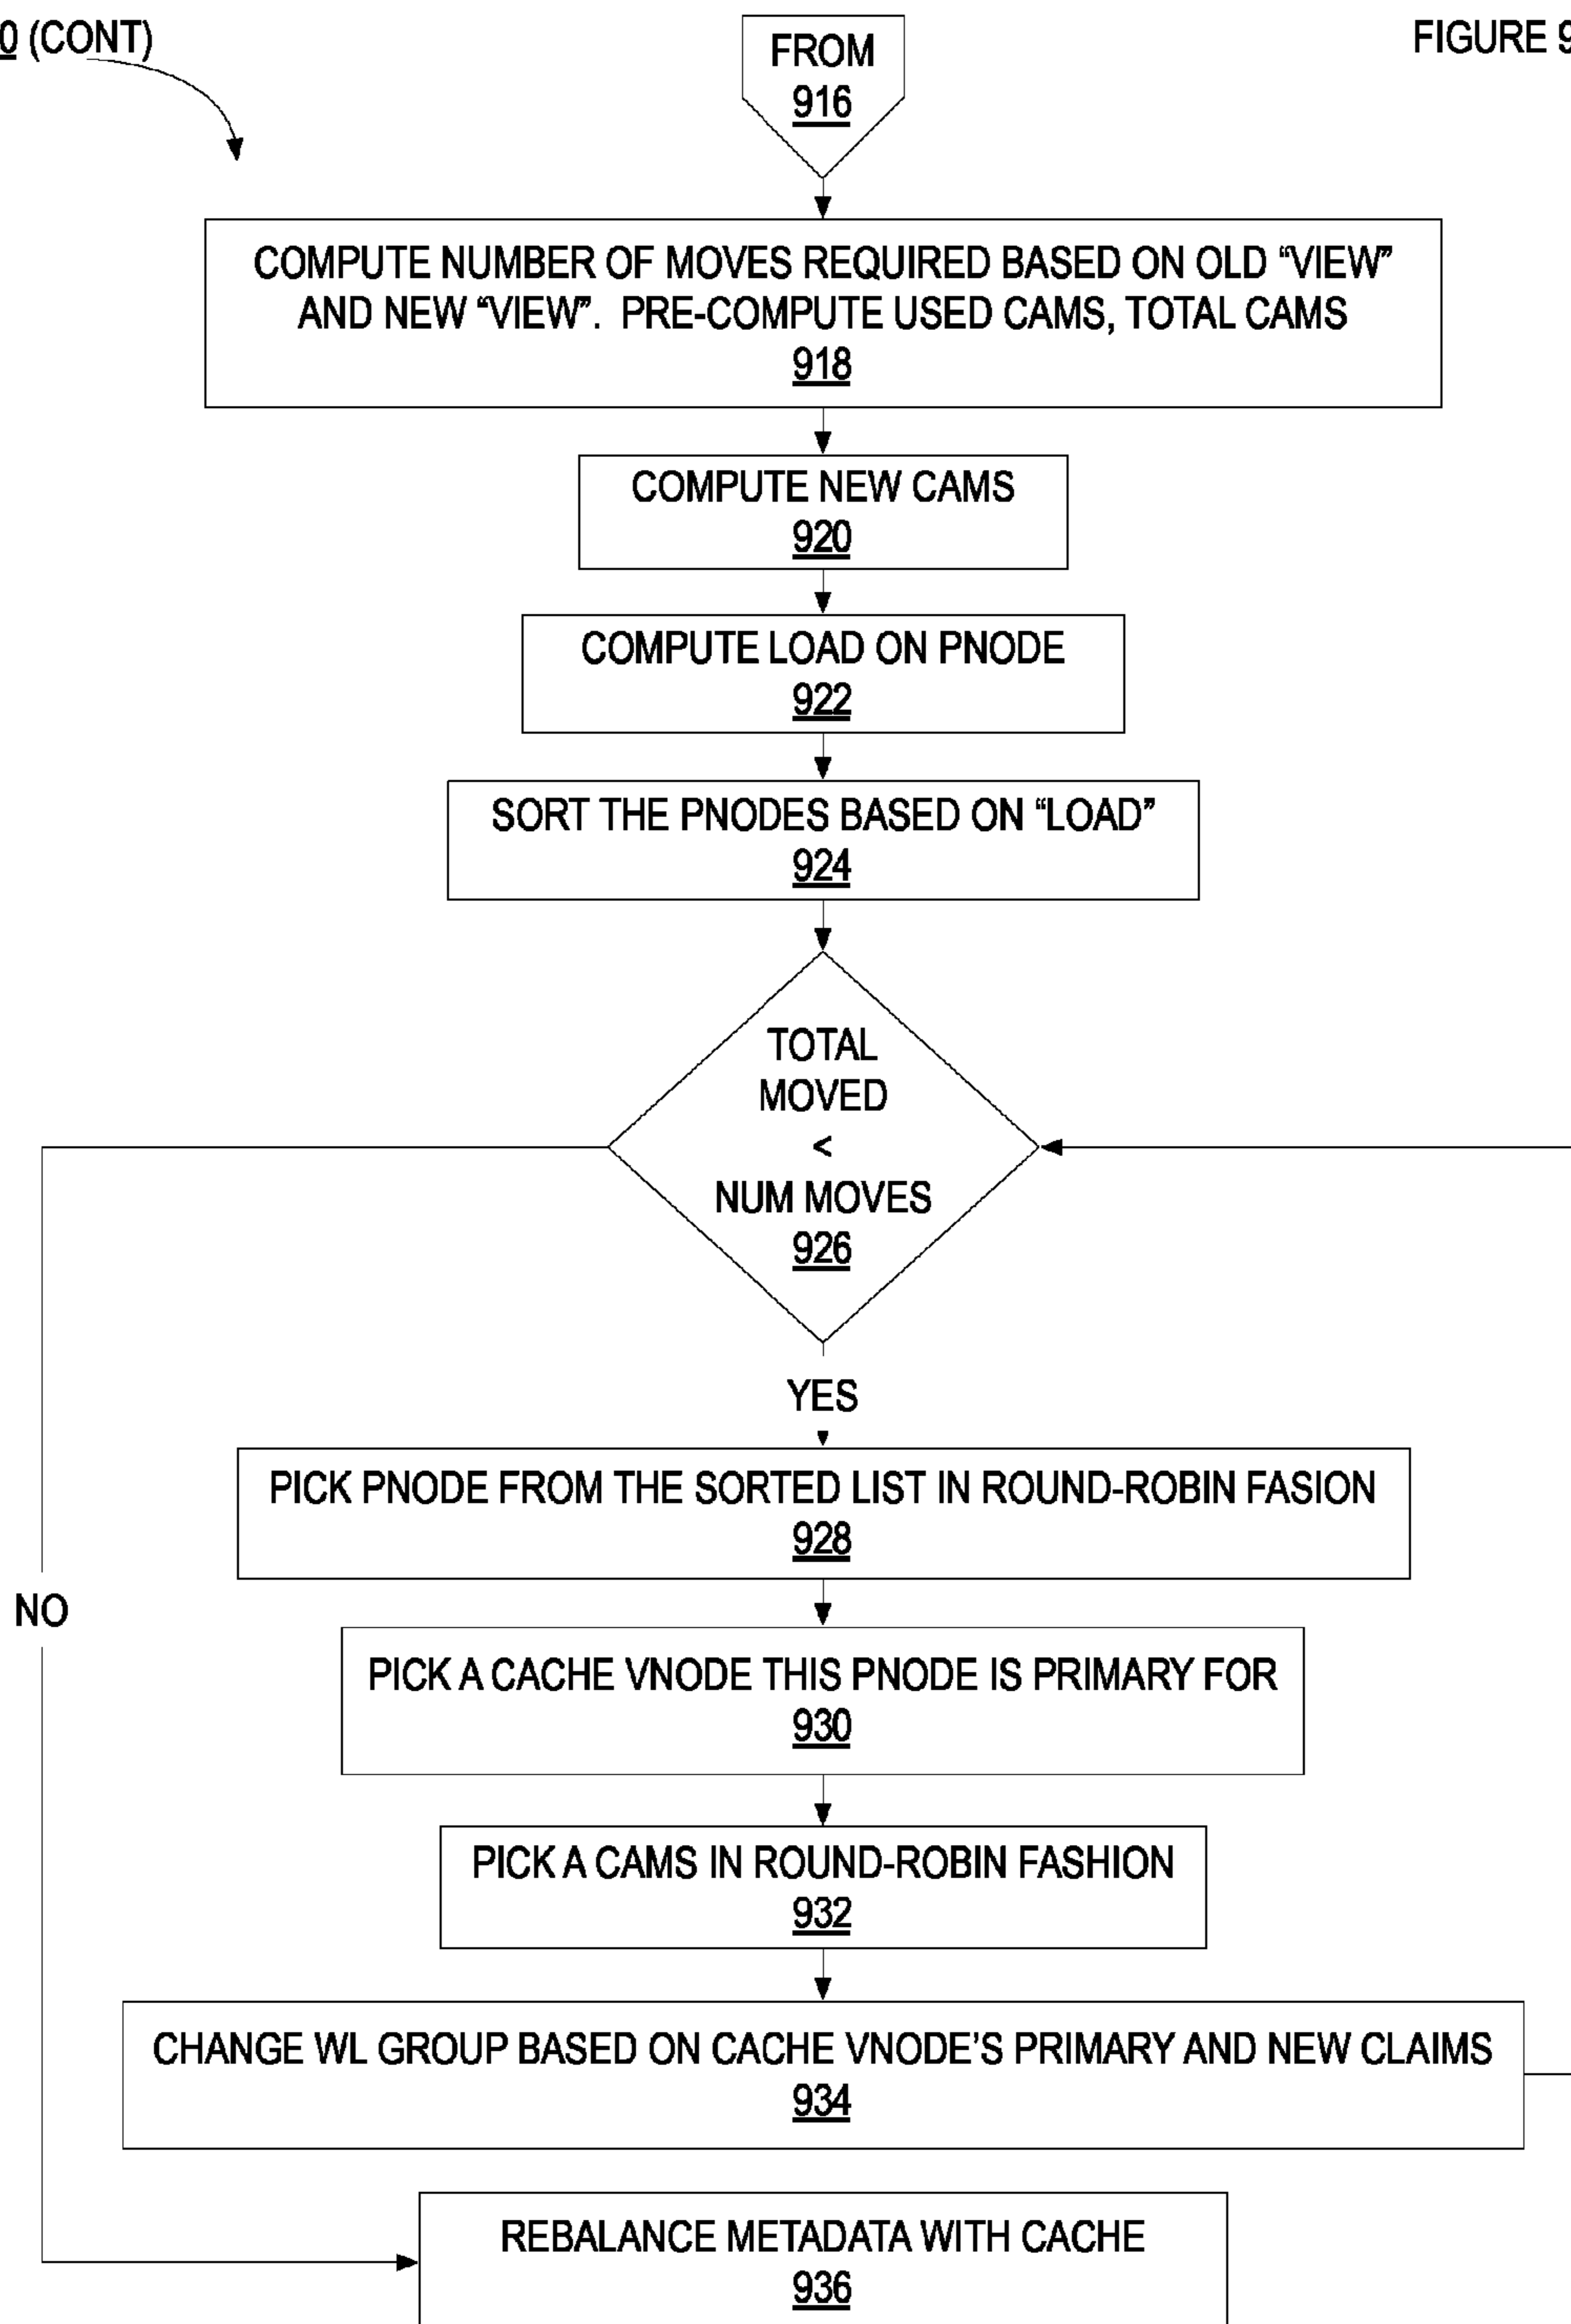 0 (CONT)
FIGURE 9
FROM
916
COMPUTE NUMBER OF MOVES REQUIRED BASED ON OLD “VIEW”
AND NEW “VIEW”. PRE-COMPUTE USED CAMS, TOTAL CAMS
918
COMPUTE NEW CAMS
920
COMPUTE LOAD ON PNODE
922
SORT THE PNODES BASED ON “LOAD”
924
TOTAL
MOVED
<
NUM MOVES
926
YES
PICK PNODE FROM THE SORTED LIST IN ROUND-ROBIN FASION
928
NO
PICK A CACHE VNODE THIS PNODE IS PRIMARY FOR
930
PICK A CAMS IN ROUND-ROBIN FASHION
932
CHANGE WL GROUP BASED ON CACHE VNODE’S PRIMARY AND NEW CLAIMS
934
REBALANCE METADATA WITH CACHE
936